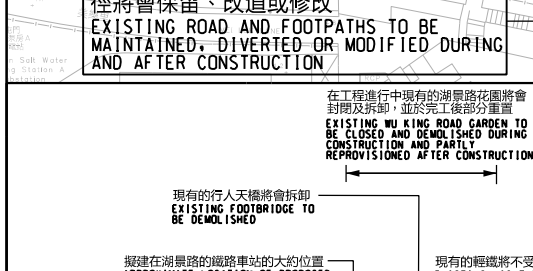 徑將會保留、改道或修改
EXISTING ROAD AND FOOTPATHS TO BE
MAINTAINED, DIVERTED OR MODIFIED DURING
AND AFTER CONSTRUCTION
n Salt Water
g Station A
bstation
在工程進行中現有的湖景路花園將會
封閉及拆卸，並於完工後部分重置
EXISTING WU KING ROAD GARDEN TO
BE CLOSED AND DEMOLISHED DURING
CONSTRUCTION AND PARTLY
REPROVISIONED AFTER CONSTRUCTION
現有的行人天橋將會拆卸
EXISTING FOOTBRIDGE TO
BE DEMOLISHED
擬建在湖景路的鐵路車站的大約位置
現有的輕鐵將不受